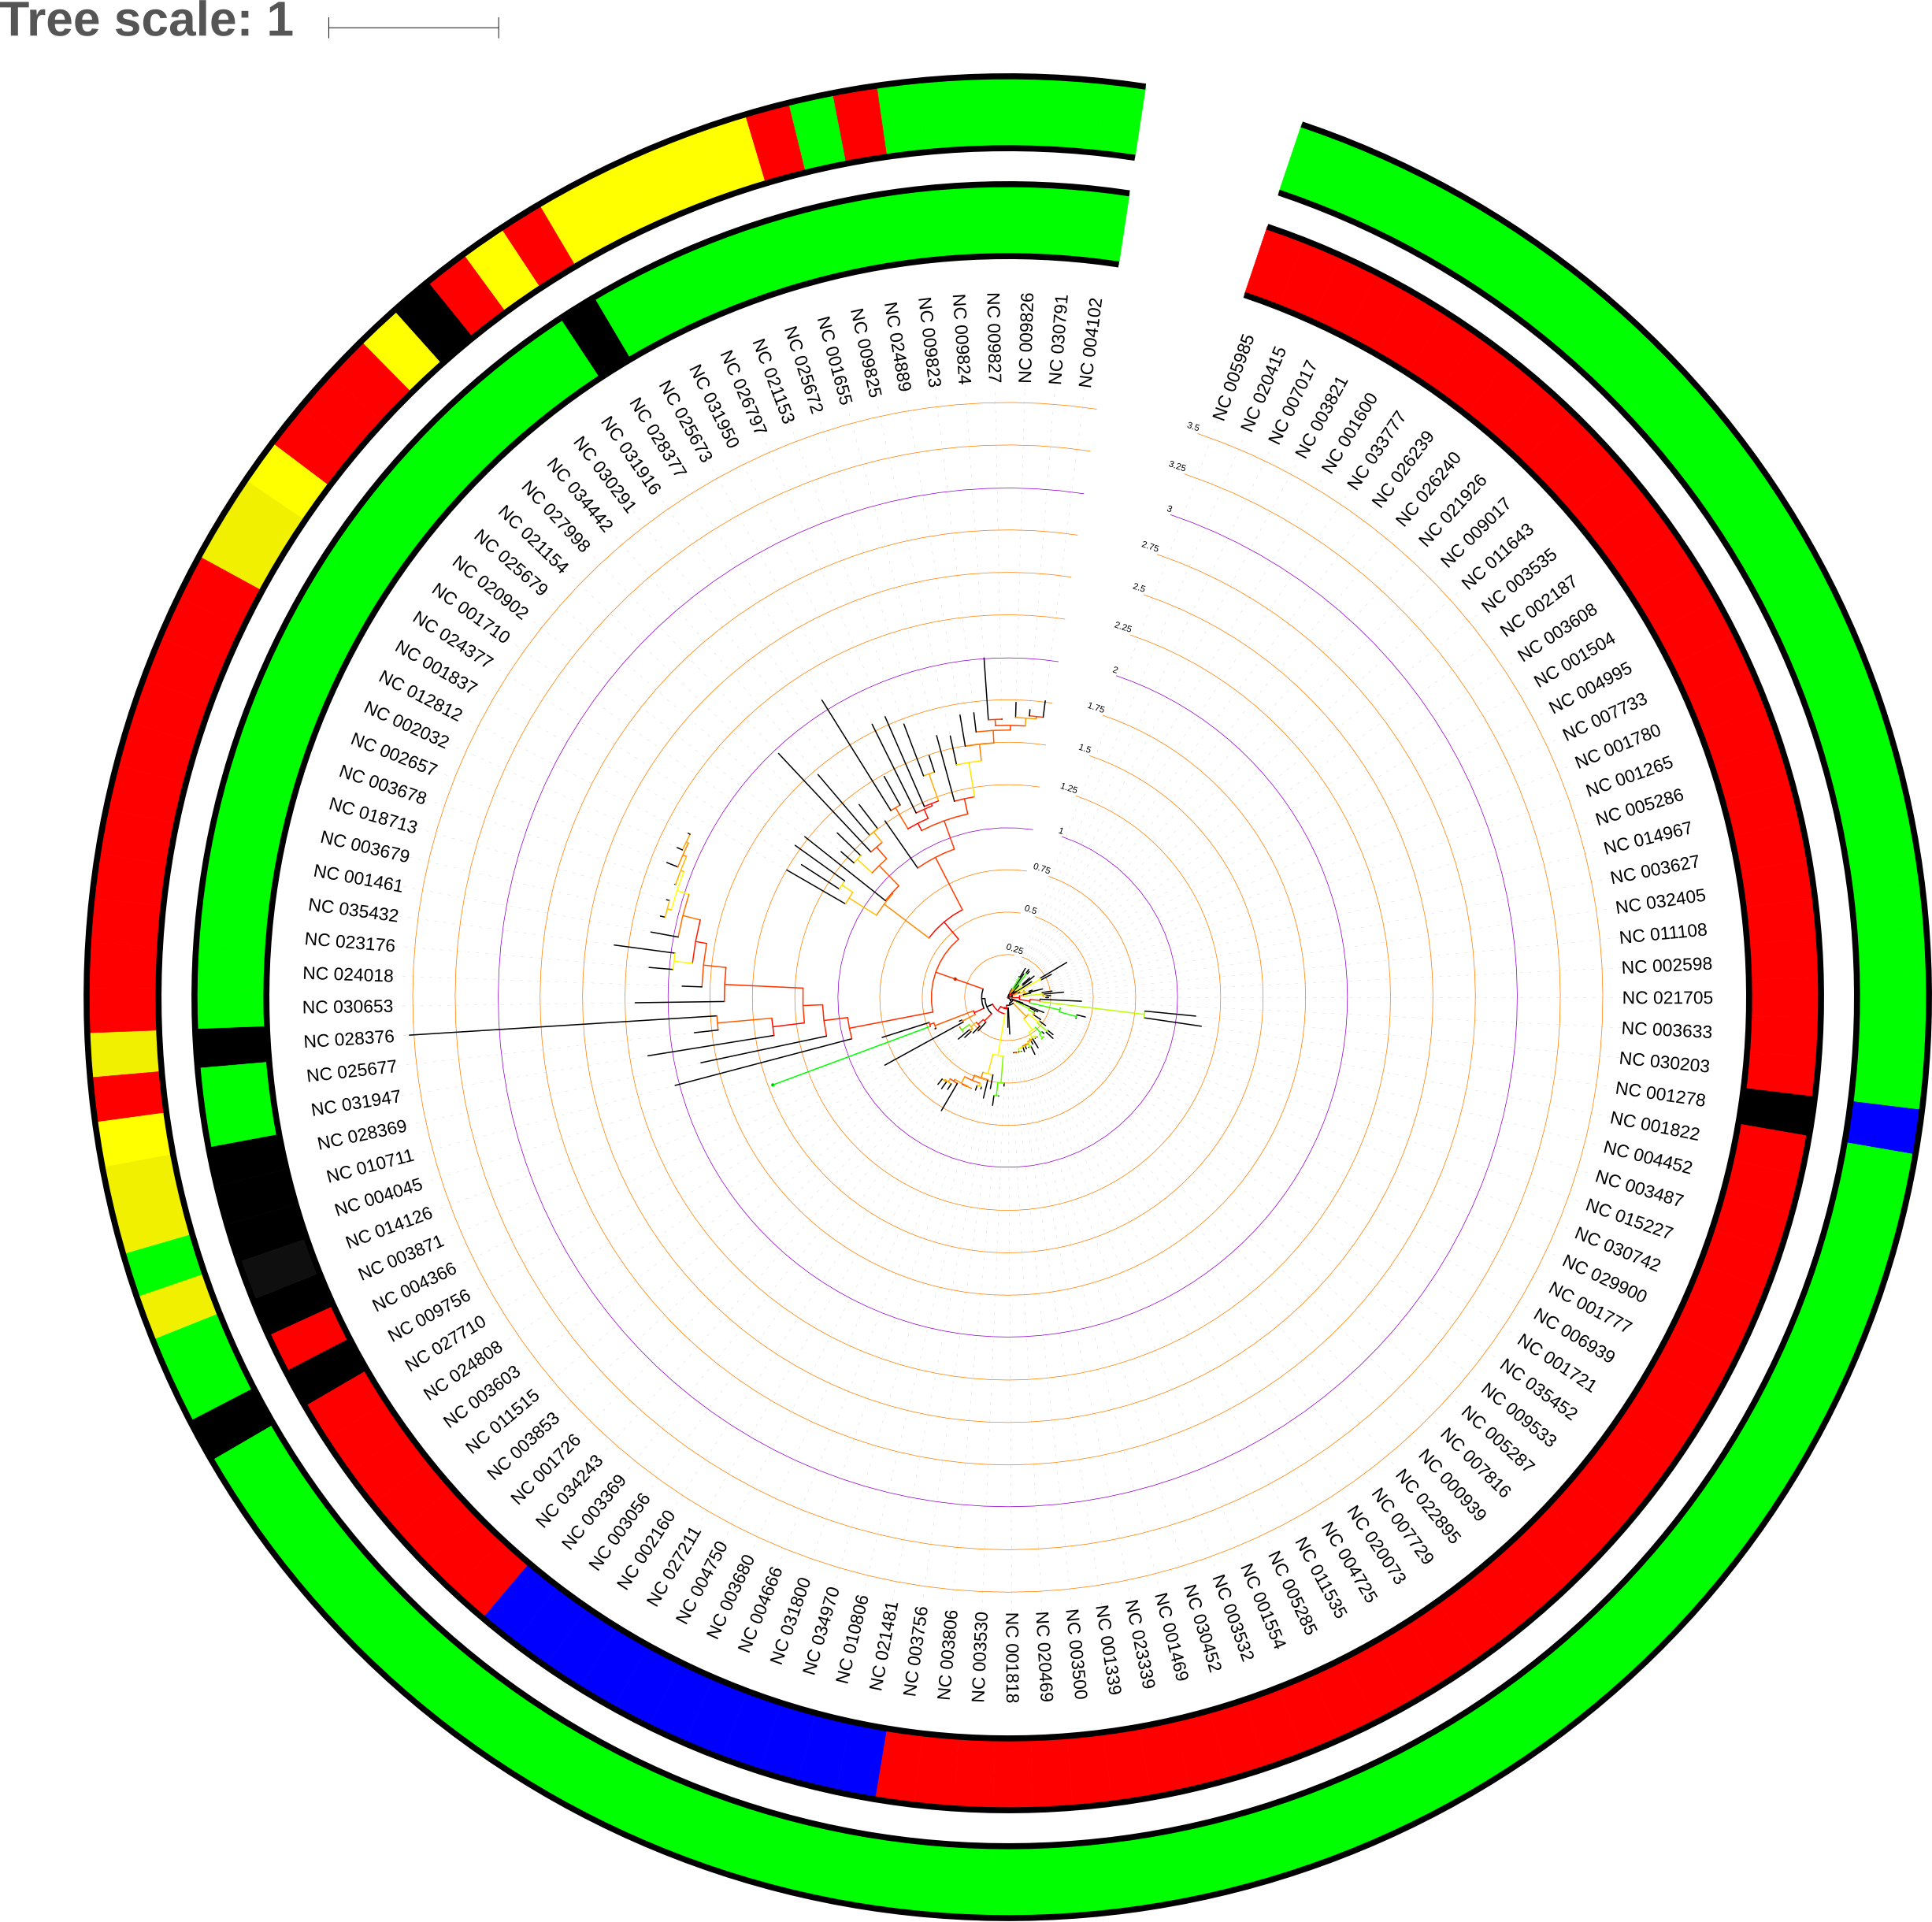 Tree scale: 1
NC 005985
NC 020415
NC 007017
NC 003821
NC 001600
NC 033777
NC 026239
NC 026240
NC 021926
NC 009017
NC 011643
NC 003535
NC 002187
NC 003608
NC 001504
NC 004995
NC 007733
NC 001780
NC 001265
NC 005286
NC 014967
NC 003627
NC 032405
NC 011108
NC 002598
NC 021705
NC 003633
NC 030203
NC 001278
NC 001822
NC 004452
NC 003487
NC 015227
NC 030742
NC 029900
NC 001777
NC 006939
NC 001721
NC 035452
NC 009533
NC 005287
NC 007816
NC 000939
NC 022895
NC 007729
NC 020073
NC 004725
NC 011535
NC 005285
NC 001554
NC 003532
NC 030452
NC 001469
NC 023339
NC 001339
NC 003500
NC 020469
NC 001818
NC 003530
NC 003806
NC 003756
NC 021481
NC 010806
NC 034970
NC 031800
NC 004666
NC 003680
NC 004750
NC 027211
NC 002160
NC 003056
NC 003369
NC 034243
NC 001726
NC 003853
NC 011515
NC 003603
NC 024808
NC 027710
NC 009756
NC 004366
NC 003871
NC 014126
NC 004045
NC 010711
NC 028369
NC 031947
NC 025677
NC 028376
NC 030653
NC 024018
NC 023176
NC 035432
NC 001461
NC 003679
NC 018713
NC 003678
NC 002657
NC 002032
NC 012812
NC 001837
NC 024377
NC 001710
NC 020902
NC 025679
NC 021154
NC 027998
NC 034442
NC 030291
NC 031916
NC 028377
NC 025673
NC 031950
NC 026797
NC 021153
NC 025672
NC 001655
NC 009825
NC 024889
NC 009823
NC 009824
NC 009827
NC 009826
NC 030791
NC 004102
3.5
3.25
3
2.75
2.5
2.25
2
1.75
1.5
1.25
1
0.75
0.5
0.25